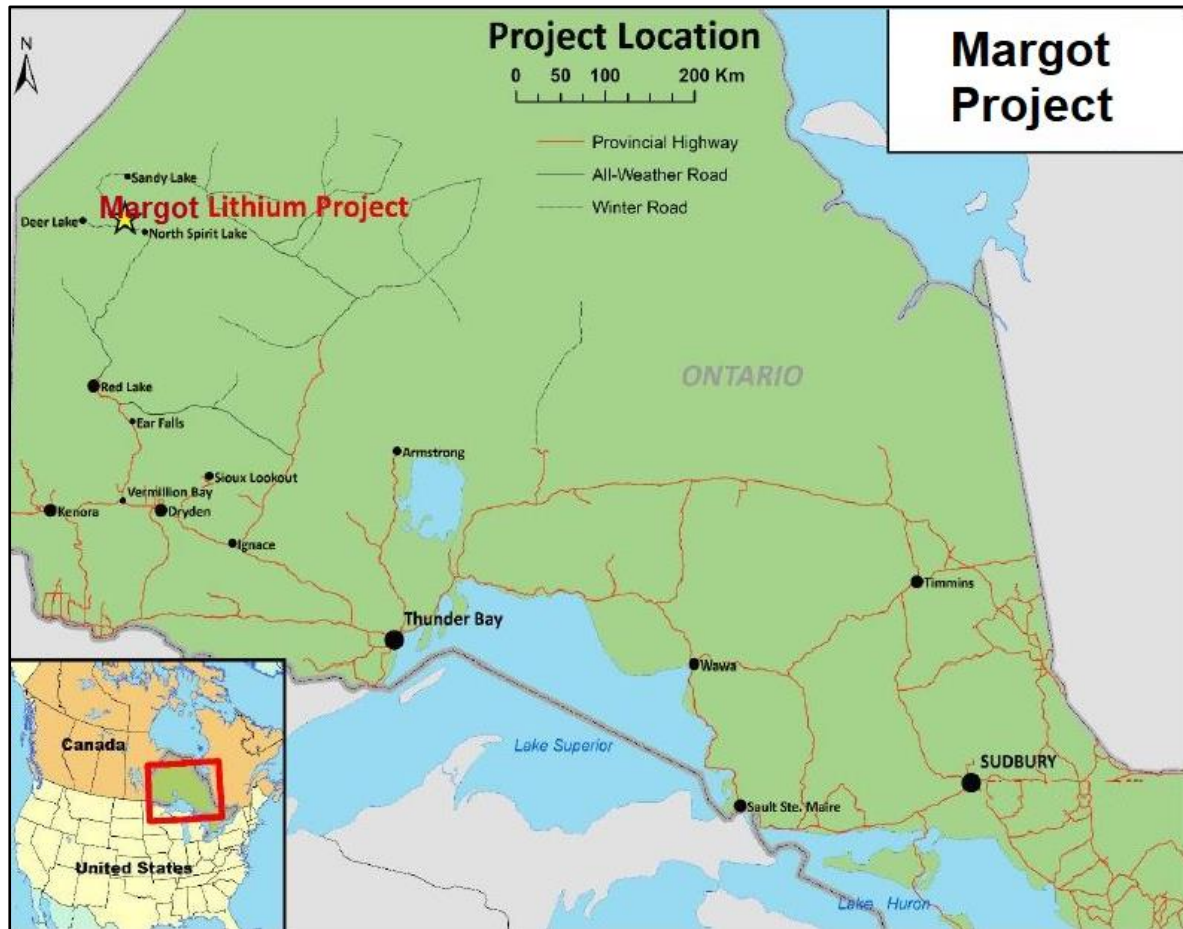 Project Location
Margot
Project
N
0 50 100 200 Km
Provincial Highway
All-Weather Road
Winter Road
Sandy Lake
Margot Lithium Project
Deer Lake
North Spirit Lake
ONTARIO
Red Lake
Ear Falls
Armstrong
Sioux Lookout
Vermillion Bay
Kenora
Dryden
Ignace
Timmins
Thunder Bay
Wawa
Lake Superior
SUDBURY
Sault Ste. Maire
Lake Huron
Canada
United States